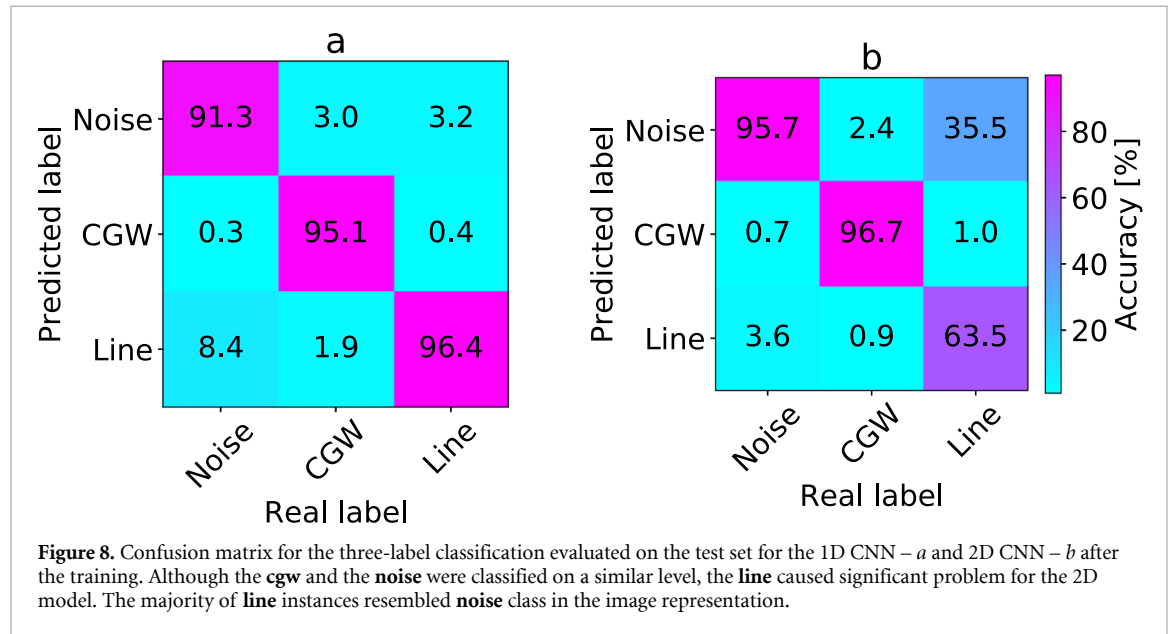 a
Predicted label
Noise 91.3 3.0 3.2
CGW 0.3 95.1 0.4
Line 8.4 1.9 96.4
Noise CGW Line
Real label
b
Predicted label
Noise 95.7 2.4 35.5
CGW 0.7 96.7 1.0
Line 3.6 0.9 63.5
Noise CGW Line
Real label
80
60
40
20
Accuracy [%]
Figure 8. Confusion matrix for the three-label classification evaluated on the test set for the 1D CNN – a and 2D CNN – b after
the training. Although the cgw and the noise were classified on a similar level, the line caused significant problem for the 2D
model. The majority of line instances resembled noise class in the image representation.